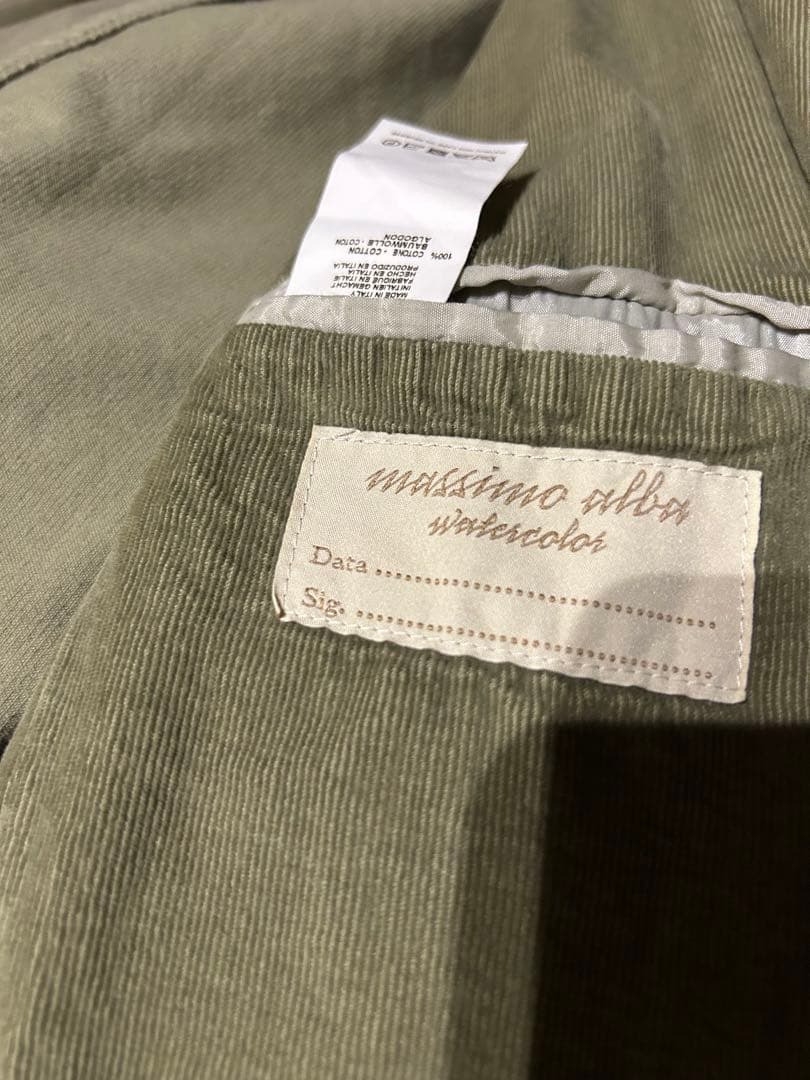 MADE IN ITALY
IN ITALIEN GEMACHT
FABRIQUE EN ITALIE
HECHO EN ITALIA
PRODUZIDO EN ITALIA
100% COTONE - COTTON
BAUMWOLLE - COTON
ALGODON
massimo alba
watercolor
Data ........................................
Sig. ........................................